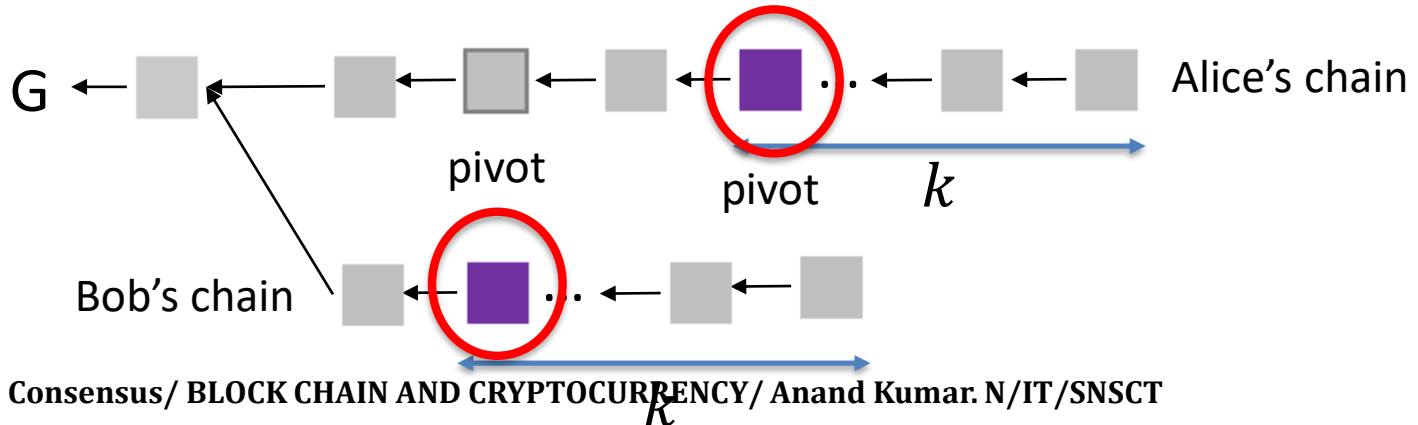 G
...
Alice's chain
pivot
pivot
k
Bob's chain
...
Consensus/ BLOCK CHAIN AND CRYPTOCURRENCY/ Anand Kumar. N/IT/SNSCT
k